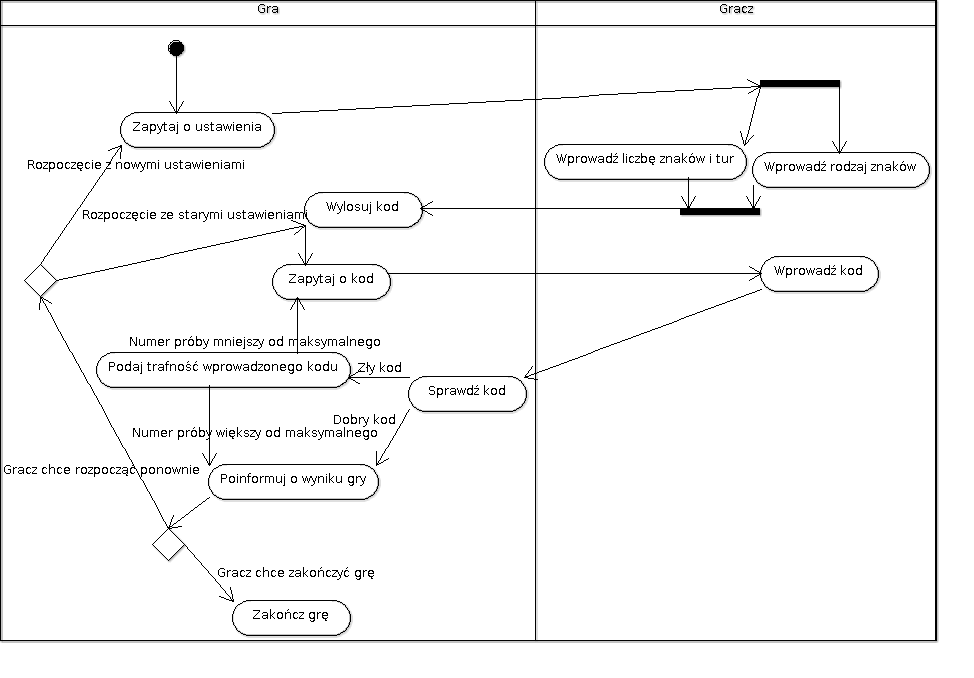 Gra
Gracz
Zapytaj o ustawienia
Rozpoczęcie z nowymi ustawieniami
Wprowadź liczbę znaków i tur
Wprowadź rodzaj znaków
Rozpoczęcie ze starymi ustawieniami
Wylosuj kod
Zapytaj o kod
Wprowadź kod
Numer próby mniejszy od maksymalnego
Podaj trafność wprowadzonego kodu
Zły kod
Sprawdź kod
Dobry kod
Numer próby większy od maksymalnego
Gracz chce rozpocząć ponownie
Poinformuj o wyniku gry
Gracz chce zakończyć grę
Zakończ grę